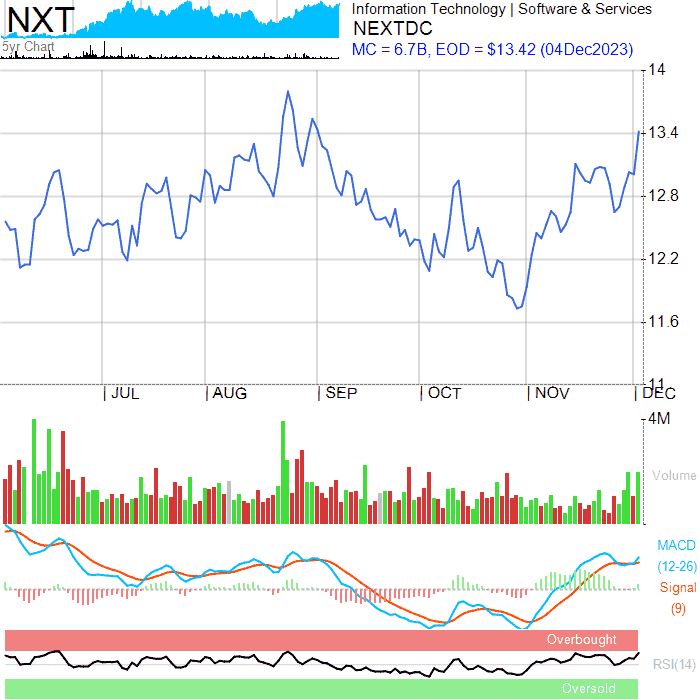 NXT
Information Technology | Software & Services
NEXTDC
5yr Chart
MC = 6.7B, EOD = $13.42 (04Dec2023)
14
13.4
12.8
12.2
11.6
11
JUL
AUG
SEP
OCT
NOV
DEC
4M
Volume
MACD
(12-26)
Signal
(9)
Overbought
RSI(14)
Oversold